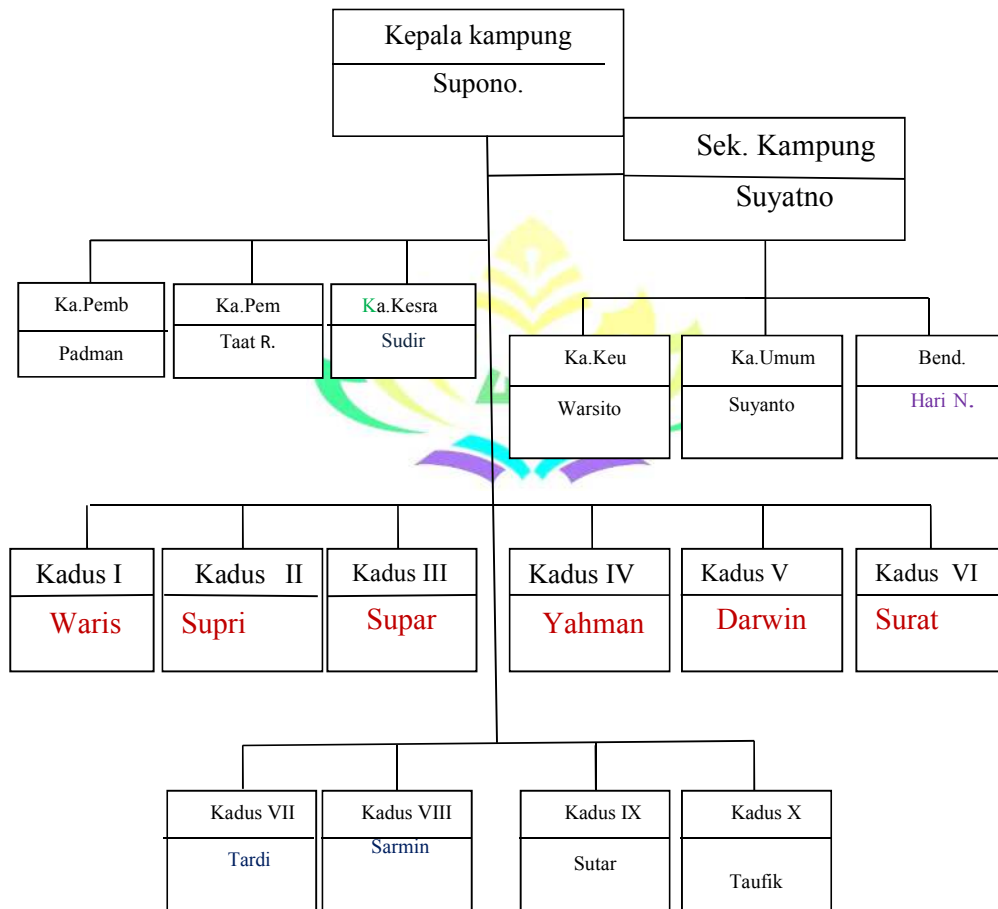 Kepala kampung
Supono.
Sek. Kampung
Suyatno
Ka.Pemb
Padman
Ka.Pem
Taat R.
Ka.Kesra
Sudir
Ka.Keu
Warsito
Ka.Umum
Suyanto
Bend.
Hari N.
Kadus I
Waris
Kadus II
Supri
Kadus III
Supar
Kadus IV
Yahman
Kadus V
Darwin
Kadus VI
Surat
Kadus VII
Tardi
Kadus VIII
Sarmin
Kadus IX
Sutar
Kadus X
Taufik